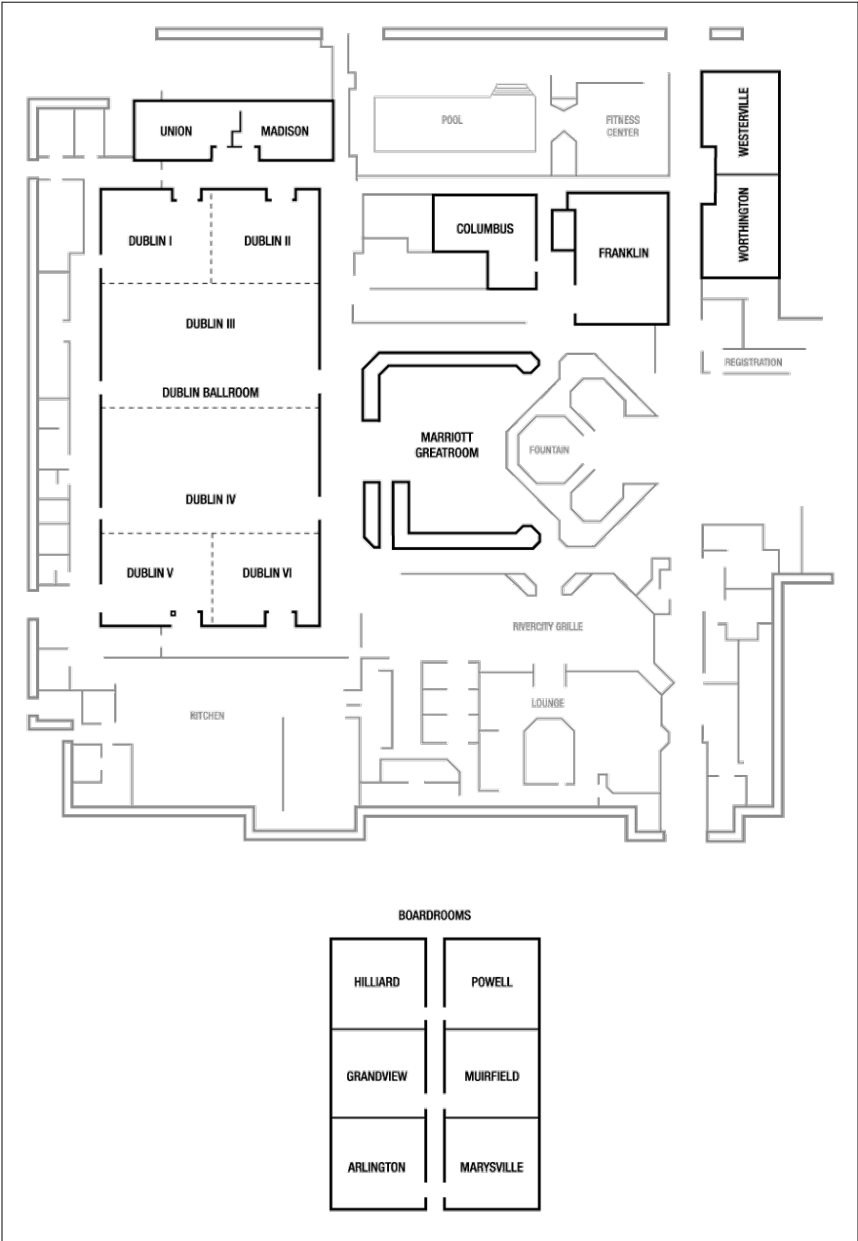 UNION
MADISON
POOL
FITNESS
CENTER
WESTERVILLE
WORTHINGTON
DUBLIN I
DUBLIN II
COLUMBUS
FRANKLIN
DUBLIN III
DUBLIN BALLROOM
REGISTRATION
MARRIOTT
GREATROOM
FOUNTAIN
DUBLIN IV
DUBLIN V
DUBLIN VI
RIVERCITY GRILLE
LOUNGE
KITCHEN
BOARDROOMS
HILLIARD
POWELL
GRANDVIEW
MUIRFIELD
ARLINGTON
MARYSVILLE